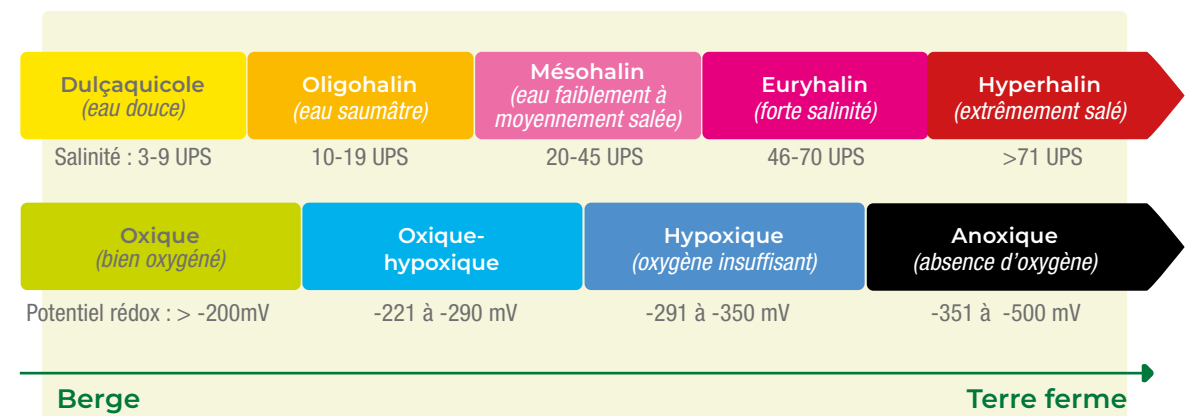 Dulçaquicole
(eau douce)
Oligohalin
(eau saumâtre)
Mésohalin
(eau faiblement à
moyennement salée)
Euryhalin
(forte salinité)
Hyperhalin
(extrêmement salé)
Salinité : 3-9 UPS
10-19 UPS
20-45 UPS
46-70 UPS
>71 UPS
Oxique
(bien oxygéné)
Oxique-
hypoxique
Hypoxique
(oxygène insuffisant)
Anoxique
(absence d'oxygène)
Potentiel rédox : > -200mV
-221 à -290 mV
-291 à -350 mV
-351 à -500 mV
Berge
Terre ferme